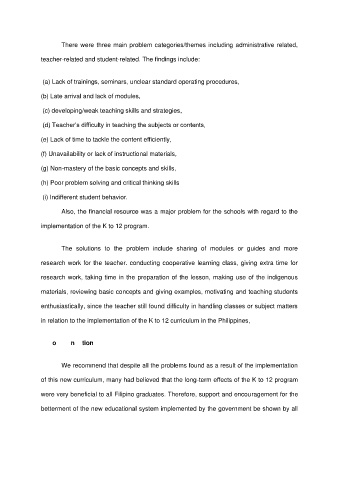 There were three main problem categories/themes including administrative related,
teacher-related and student-related. The findings include:
(a) Lack of trainings, seminars, unclear standard operating procedures,
(b) Late arrival and lack of modules,
(c) developing/weak teaching skills and strategies,
(d) Teacher's difficulty in teaching the subjects or contents,
(e) Lack of time to tackle the content efficiently,
(f) Unavailability or lack of instructional materials,
(g) Non-mastery of the basic concepts and skills,
(h) Poor problem solving and critical thinking skills
(i) Indifferent student behavior.
Also, the financial resource was a major problem for the schools with regard to the
implementation of the K to 12 program.
The solutions to the problem include sharing of modules or guides and more
research work for the teacher, conducting cooperative learning class, giving extra time for
research work, taking time in the preparation of the lesson, making use of the indigenous
materials, reviewing basic concepts and giving examples, motivating and teaching students
enthusiastically, since the teacher still found difficulty in handling classes or subject matters
in relation to the implementation of the K to 12 curriculum in the Philippines,
o n tion
We recommend that despite all the problems found as a result of the implementation
of this new curriculum, many had believed that the long-term effects of the K to 12 program
were very beneficial to all Filipino graduates. Therefore, support and encouragement for the
betterment of the new educational system implemented by the government be shown by all